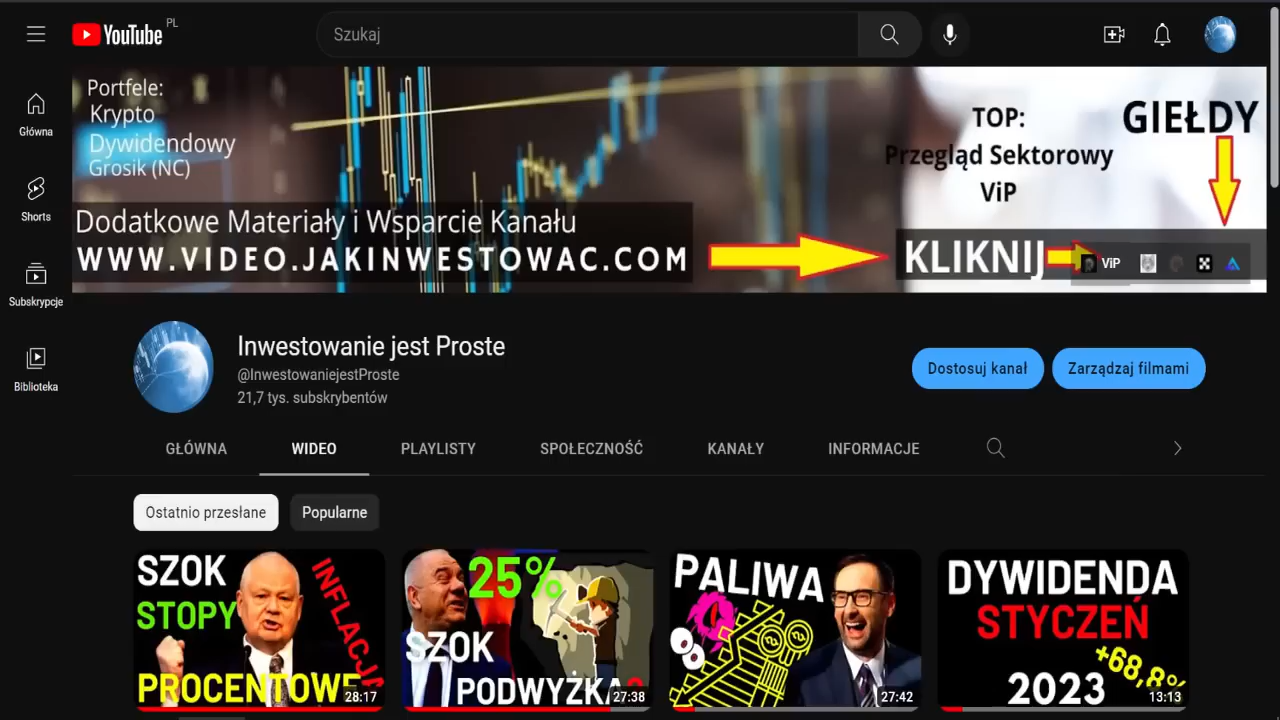 YouTube PL
Szukaj
Główna
Shorts
Subskrypcje
Biblioteka
Portfele:
Krypto
Dywidendowy
Grosik (NC)
Dodatkowe Materiały i Wsparcie Kanału
WWW.VIDEO.JAKINWESTOWAC.COM
TOP:
Przegląd Sektorowy
ViP
GIEŁDY
KLIKNIJ
ViP
Inwestowanie jest Proste
@InwestowaniejestProste
21,7 tys. subskrybentów
Dostosuj kanał
Zarządzaj filmami
GŁÓWNA
WIDEO
PLAYLISTY
SPOŁECZNOŚĆ
KANAŁY
INFORMACJE
Ostatnio przesłane
Popularne
SZOK
STOPY
INFLACJA
PROCENTOWE
28:17
25%
SZOK
PODWYŻKA?
27:38
PALIWA
27:42
DYWIDENDA
STYCZEŃ
+68,8%
2023
13:13